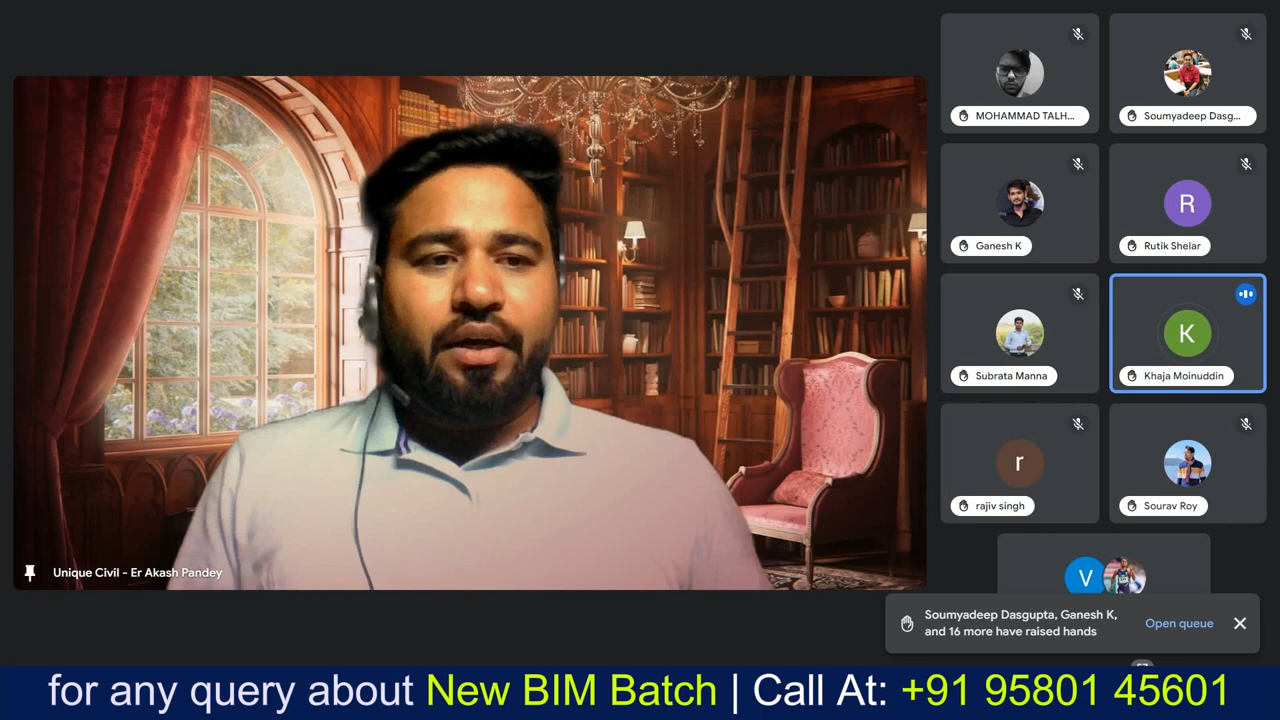 MOHAMMAD TALH...
Soumyadeep Dasg...
Ganesh K
R
Rutik Shelar
Subrata Manna
K
Khaja Moinuddin
r
rajiv singh
Sourav Roy
V
Unique Civil - Er Akash Pandey
Soumyadeep Dasgupta, Ganesh K,
and 16 more have raised hands
Open queue
for any query about New BIM Batch | Call At: +91 95801 45601